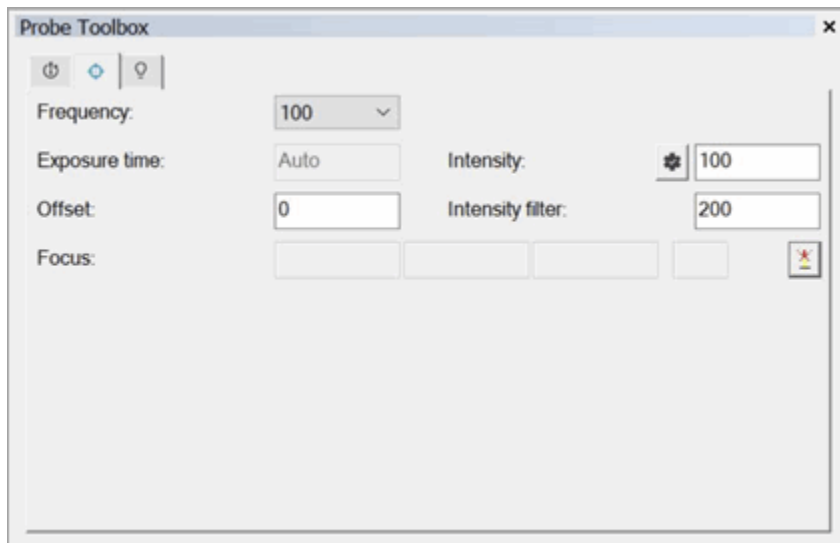 Probe Toolbox
Frequency: 100
Exposure time: Auto Intensity: 100
Offset: 0 Intensity filter: 200
Focus: